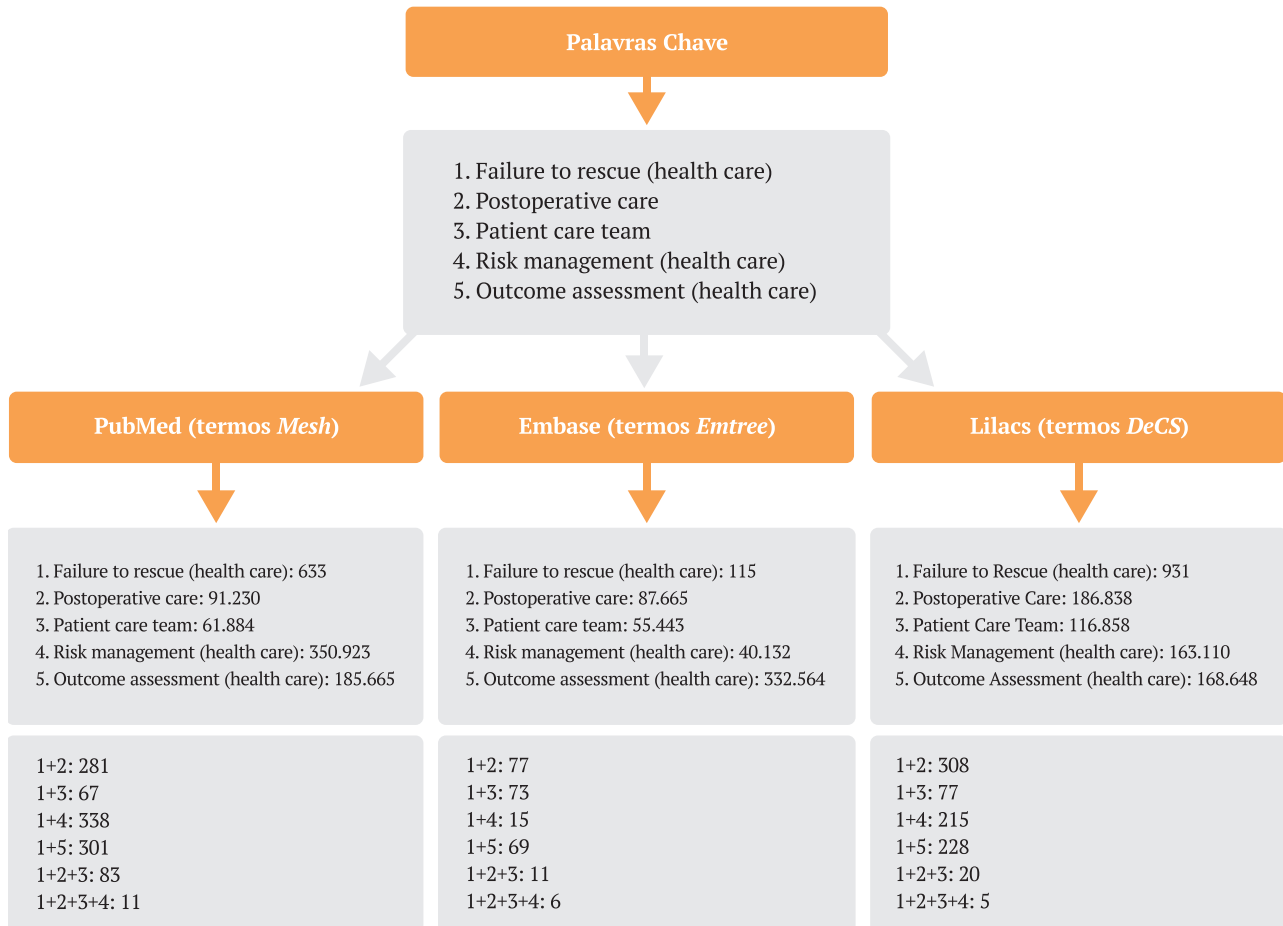 Palavras Chave
1. Failure to rescue (health care)
2. Postoperative care
3. Patient care team
4. Risk management (health care)
5. Outcome assessment (health care)
PubMed (termos Mesh)
1. Failure to rescue (health care): 633
2. Postoperative care: 91.230
3. Patient care team: 61.884
4. Risk management (health care): 350.923
5. Outcome assessment (health care): 185.665
1+2: 281
1+3: 67
1+4: 338
1+5: 301
1+2+3: 83
1+2+3+4: 11
Embase (termos Emtree)
1. Failure to rescue (health care): 115
2. Postoperative care: 87.665
3. Patient care team: 55.443
4. Risk management (health care): 40.132
5. Outcome assessment (health care): 332.564
1+2: 77
1+3: 73
1+4: 15
1+5: 69
1+2+3: 11
1+2+3+4: 6
Lilacs (termos DeCS)
1. Failure to Rescue (health care): 931
2. Postoperative Care: 186.838
3. Patient Care Team: 116.858
4. Risk Management (health care): 163.110
5. Outcome Assessment (health care): 168.648
1+2: 308
1+3: 77
1+4: 215
1+5: 228
1+2+3: 20
1+2+3+4: 5